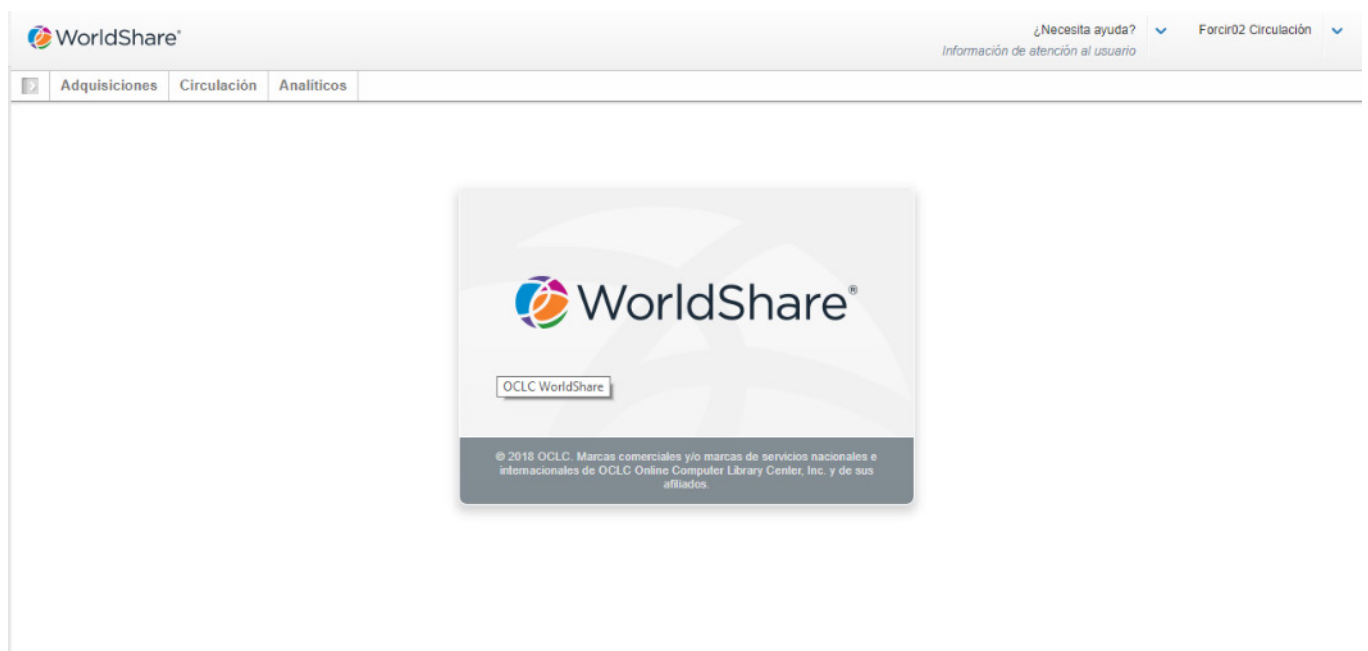 WorldShare®
¿Necesita ayuda?
Forcir02 Circulación
Información de atención al usuario
Adquisiciones
Circulación
Analíticos
WorldShare®
OCLC WorldShare
© 2018 OCLC. Marcas comerciales y/o marcas de servicios nacionales e
internacionales de OCLC Online Computer Library Center, Inc. y de sus
afiliados.